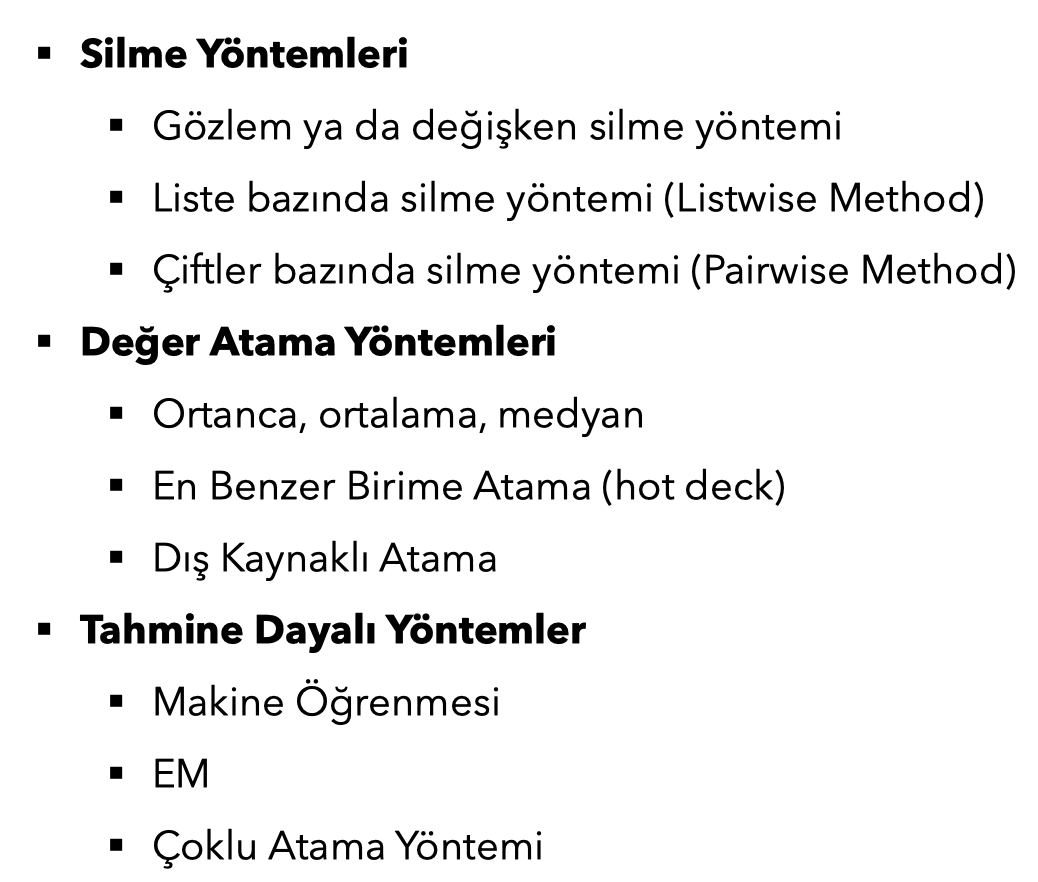 ▪ Silme Yöntemleri
▪ Gözlem ya da değişken silme yöntemi
▪ Liste bazında silme yöntemi (Listwise Method)
▪ Çiftler bazında silme yöntemi (Pairwise Method)
▪ Değer Atama Yöntemleri
▪ Ortanca, ortalama, medyan
▪ En Benzer Birime Atama (hot deck)
▪ Dış Kaynaklı Atama
▪ Tahmine Dayalı Yöntemler
▪ Makine Öğrenmesi
▪ EM
▪ Çoklu Atama Yöntemi